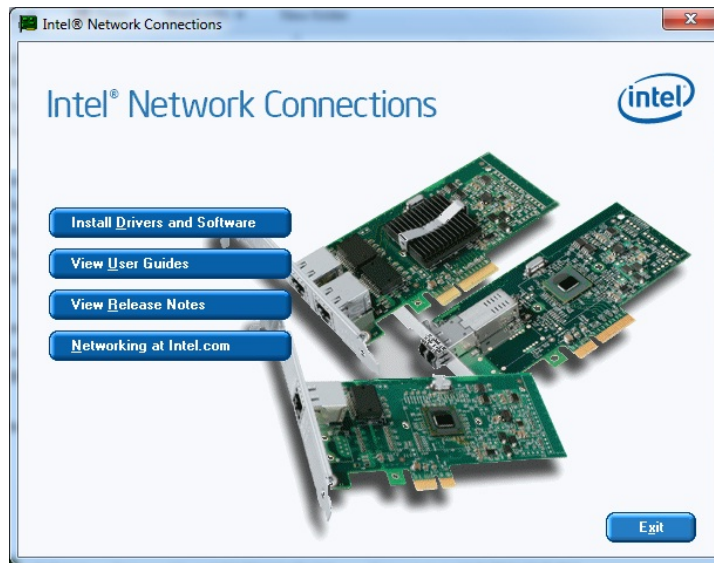 Intel® Network Connections
Intel® Network Connections
intel
Install Drivers and Software
View User Guides
View Release Notes
Networking at Intel.com
Exit